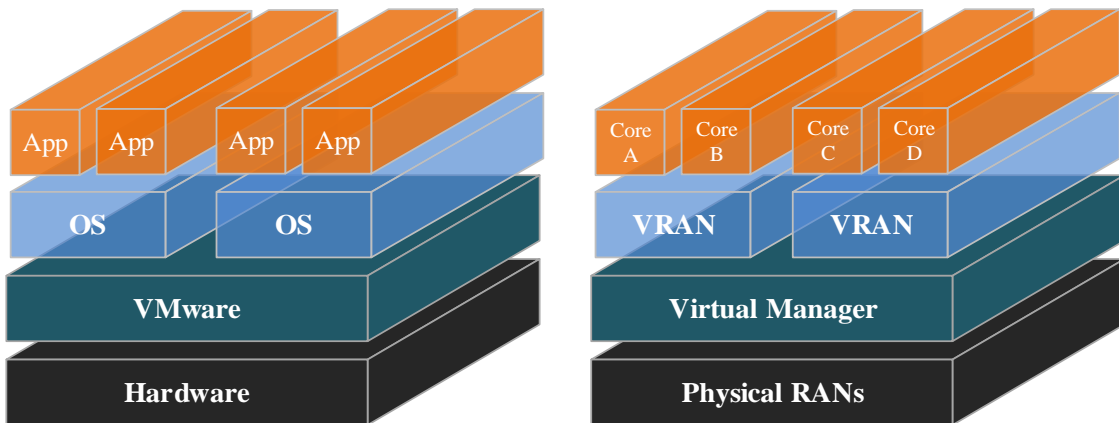 App
App
App
App
OS
OS
VMware
Hardware
Core
A
Core
B
Core
C
Core
D
VRAN
VRAN
Virtual Manager
Physical RANs